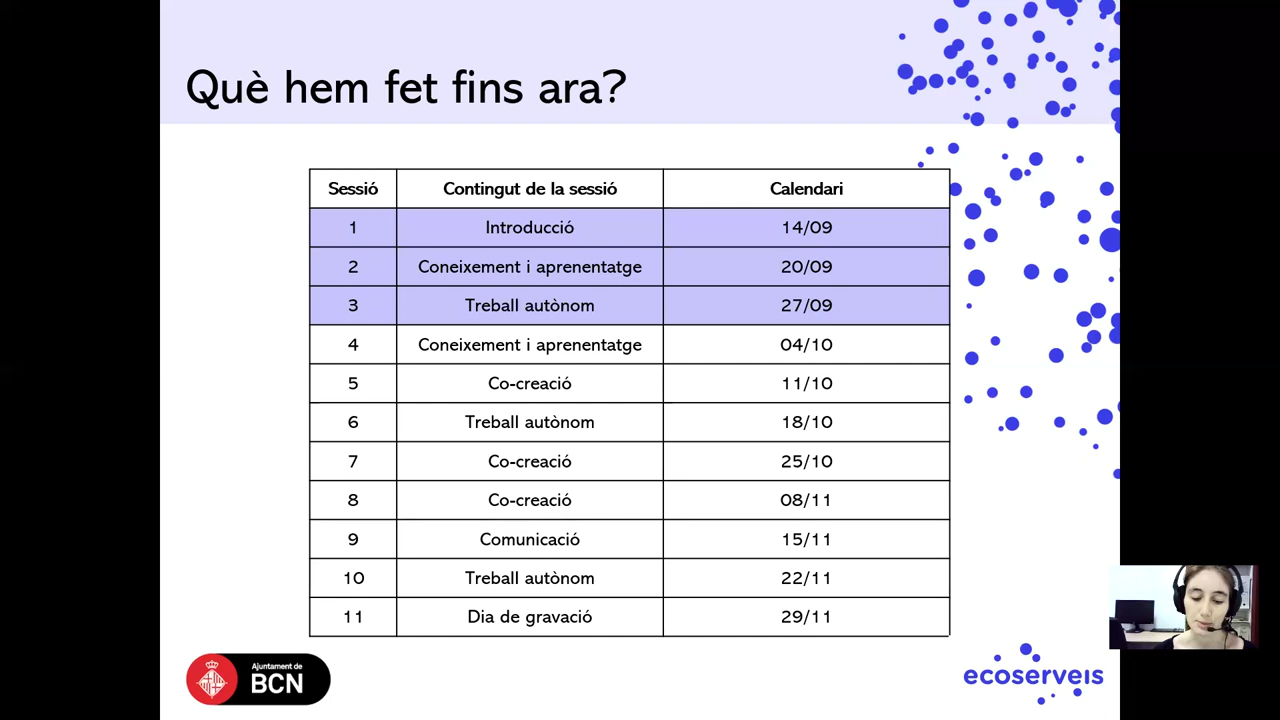 Què hem fet fins ara?
Sessió Contingut de la sessió Calendari
1 Introducció 14/09
2 Coneixement i aprenentatge 20/09
3 Treball autònom 27/09
4 Coneixement i aprenentatge 04/10
5 Co-creació 11/10
6 Treball autònom 18/10
7 Co-creació 25/10
8 Co-creació 08/11
9 Comunicació 15/11
10 Treball autònom 22/11
11 Dia de gravació 29/11
Ajuntament de
BCN
ecoserveis